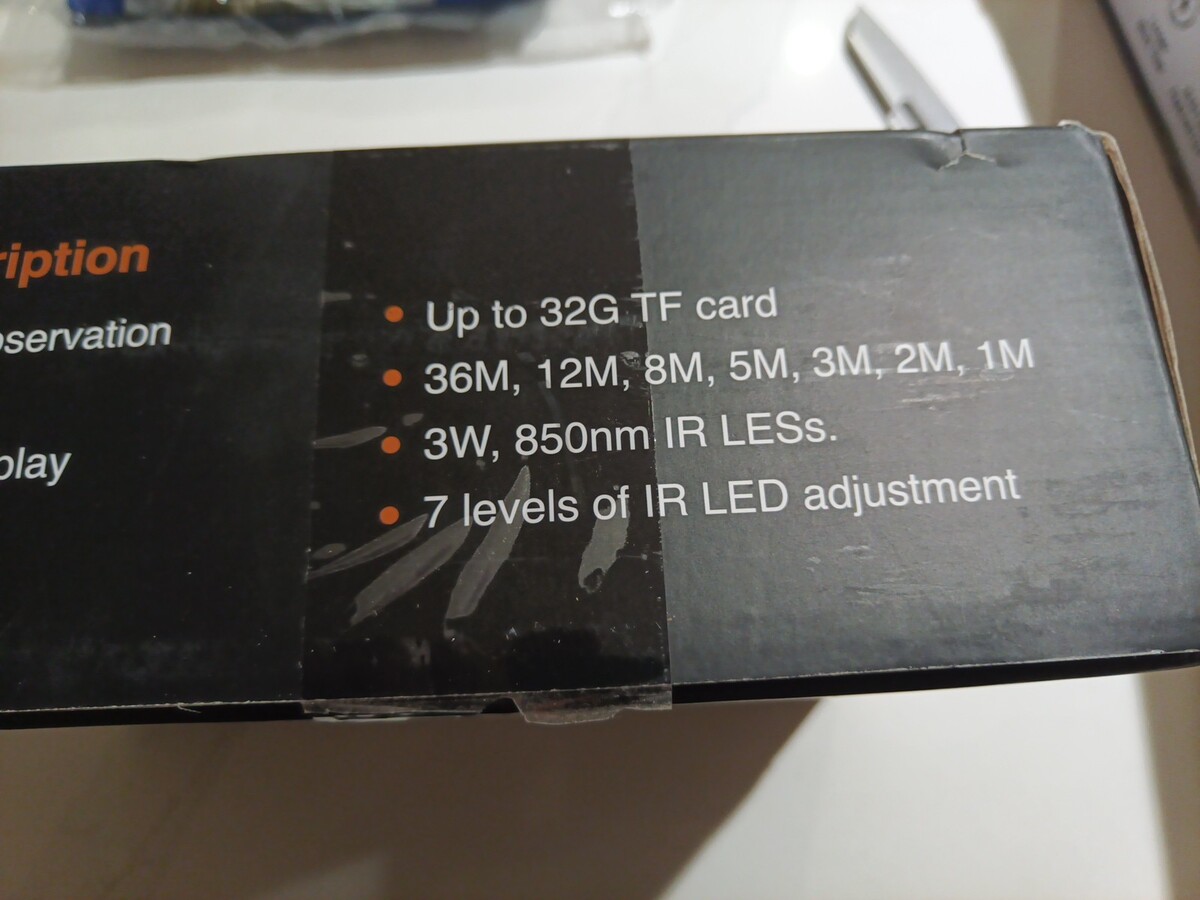 ription
servation
play
Up to 32G TF card
36M, 12M, 8M, 5M, 3M, 2M, 1M
3W, 850nm IR LESs.
7 levels of IR LED adjustment